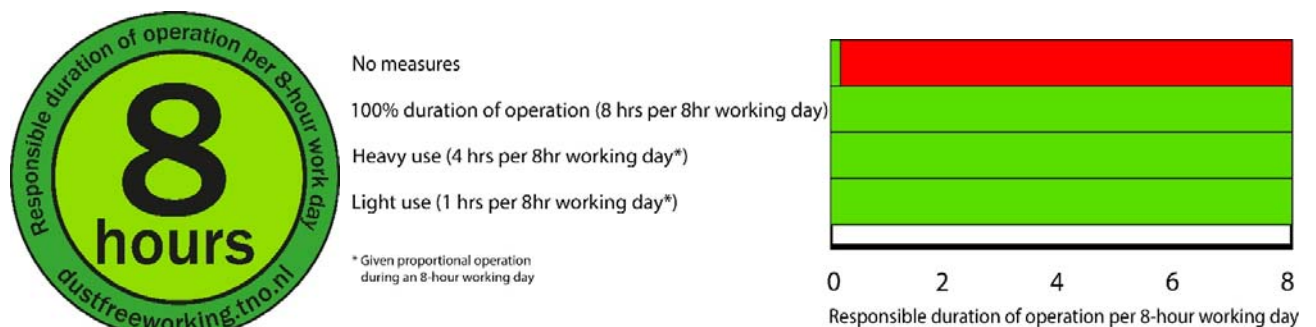 Responsible duration of operation per 8-hour work day
8
hours
dustfreeworking.tno.nl
No measures
100% duration of operation (8 hrs per 8hr working day)
Heavy use (4 hrs per 8hr working day*)
Light use (1 hrs per 8hr working day*)
* Given proportional operation
during an 8-hour working day
0 2 4 6 8
Responsible duration of operation per 8-hour working day